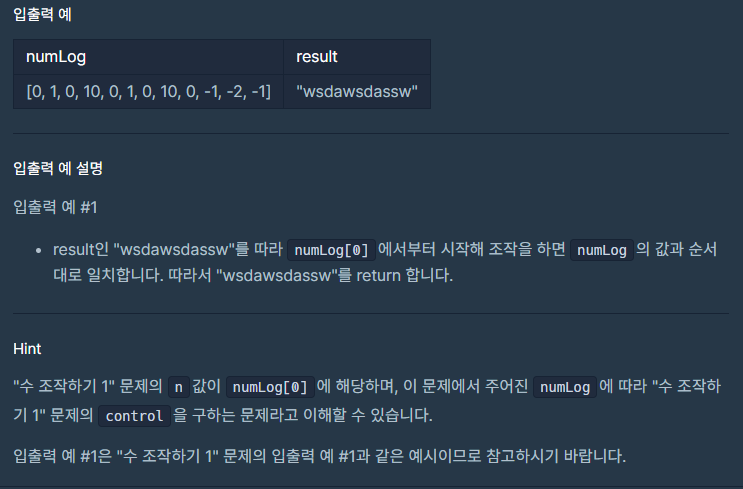 입출력 예
numLog result
[0, 1, 0, 10, 0, 1, 0, 10, 0, -1, -2, -1] "wsdawsdassw"
입출력 예 설명
입출력 예 #1
• result인 "wsdawsdassw"를 따라 numLog[0] 에서부터 시작해 조작을 하면 numLog 의 값과 순서
대로 일치합니다. 따라서 "wsdawsdassw"를 return 합니다.
Hint
"수 조작하기 1" 문제의 n 값이 numLog[0] 에 해당하며, 이 문제에서 주어진 numLog 에 따라 "수 조작하
기 1" 문제의 control 을 구하는 문제라고 이해할 수 있습니다.
입출력 예 #1은 "수 조작하기 1" 문제의 입출력 예 #1과 같은 예시이므로 참고하시기 바랍니다.